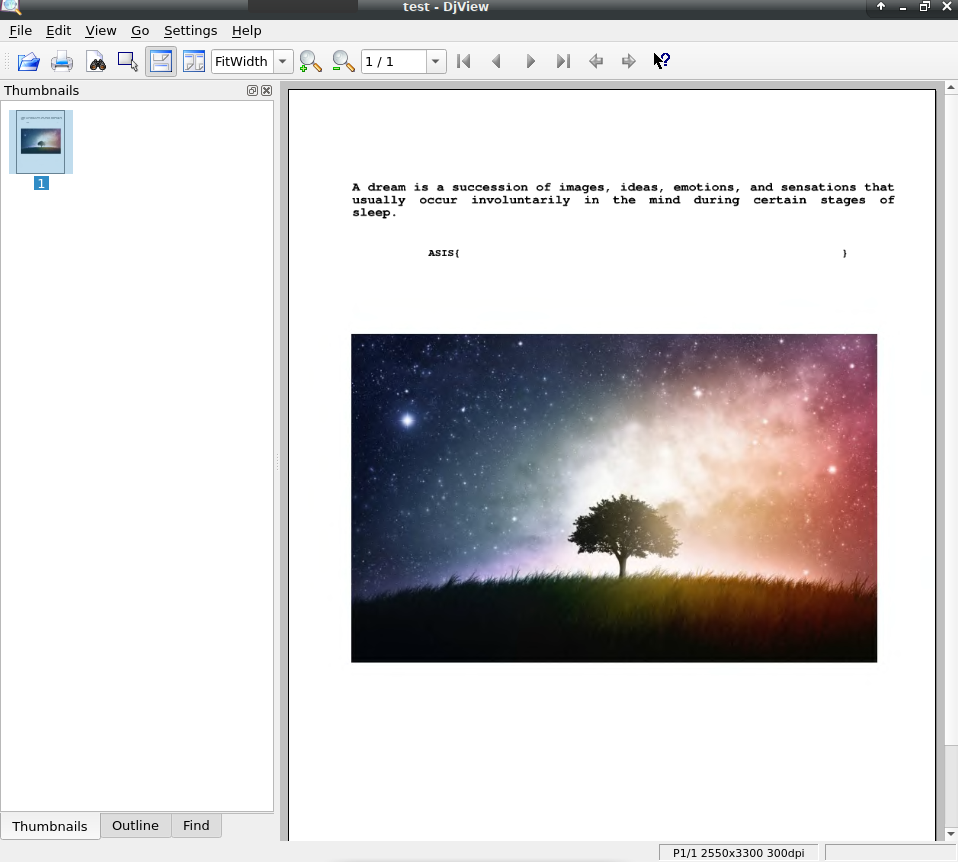 test - DjView
File Edit View Go Settings Help
FitWidth 1 / 1
Thumbnails
1
A dream is a succession of images, ideas, emotions, and sensations that
usually occur involuntarily in the mind during certain stages of
sleep.
ASIS{ }
Thumbnails Outline Find
P1/1 2550x3300 300dpi